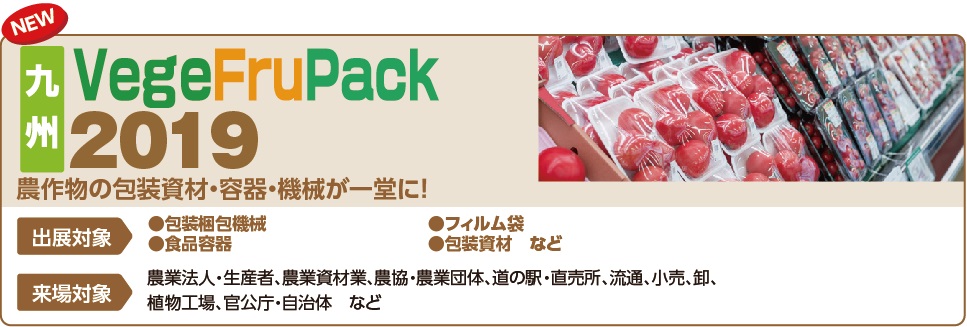 NEW
九州
VegeFruPack
2019
農作物の包装資材・容器・機械が一堂に!
出展対象
●包装梱包機械 ●フィルム袋
●食品容器 ●包装資材 など
来場対象
農業法人・生産者、農業資材業、農協・農業団体、道の駅・直売所、流通、小売、卸、
植物工場、官公庁・自治体 など